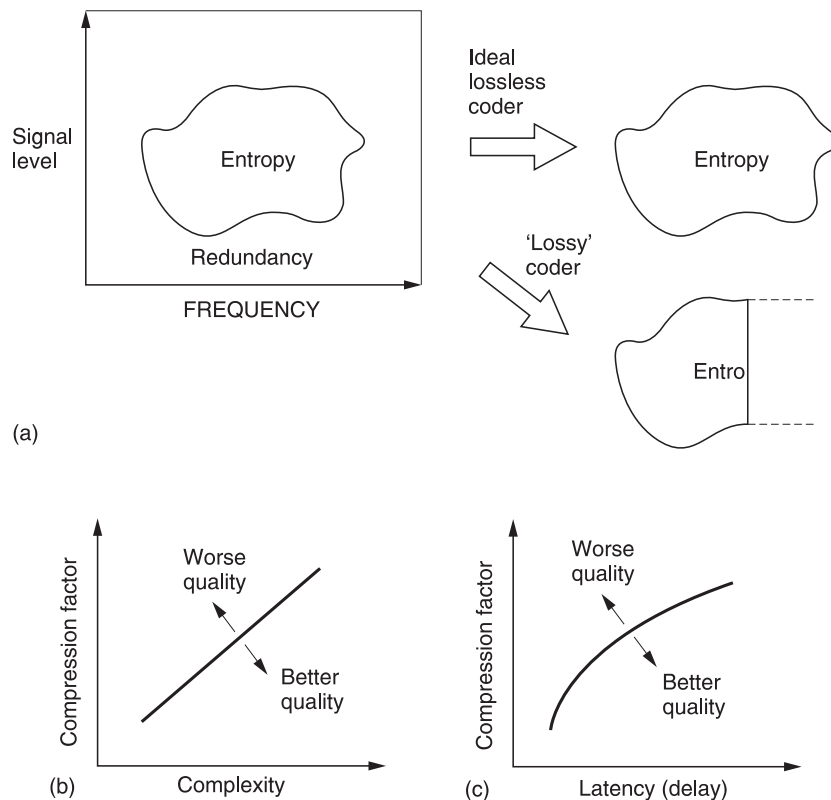 Ideal
lossless
coder
Signal
level
Entropy
Entropy
Redundancy
'Lossy'
coder
FREQUENCY
Entro
(a)
Compression factor
Worse
quality
Better
quality
(b)
Complexity
Compression factor
Worse
quality
Better
quality
(c)
Latency (delay)